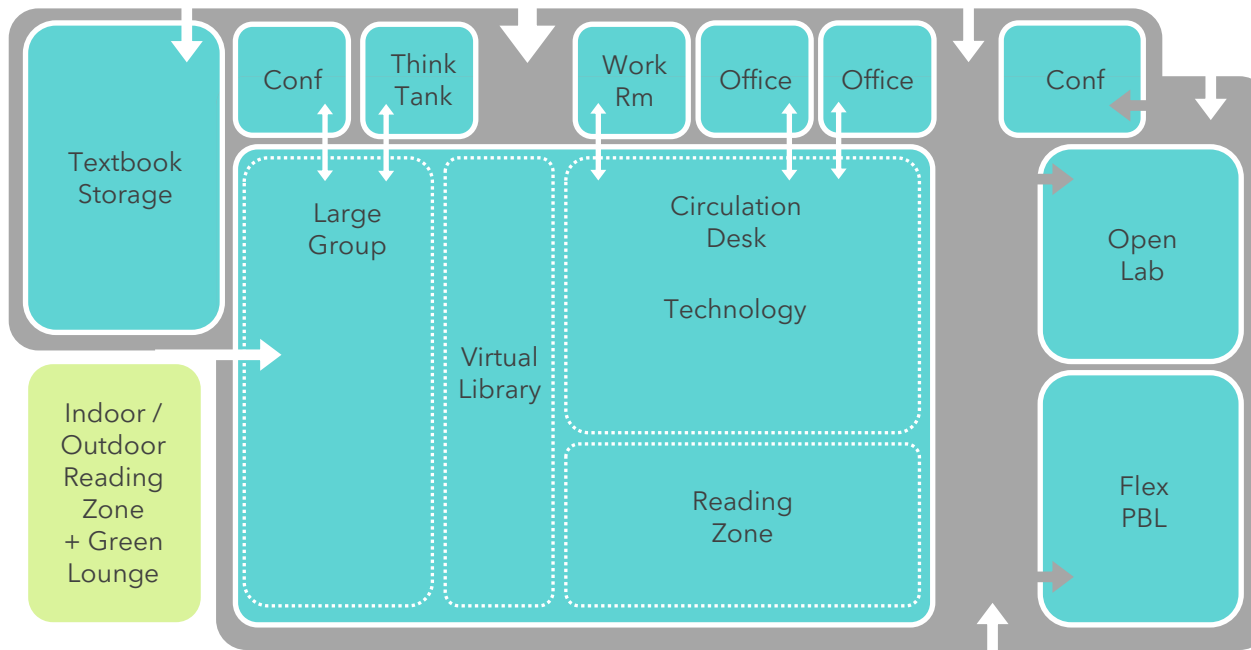 Textbook
Storage
Conf
Think
Tank
Work
Rm
Office
Office
Conf
Large
Group
Virtual
Library
Circulation
Desk
Technology
Reading
Zone
Open
Lab
Flex
PBL
Indoor /
Outdoor
Reading
Zone
+ Green
Lounge